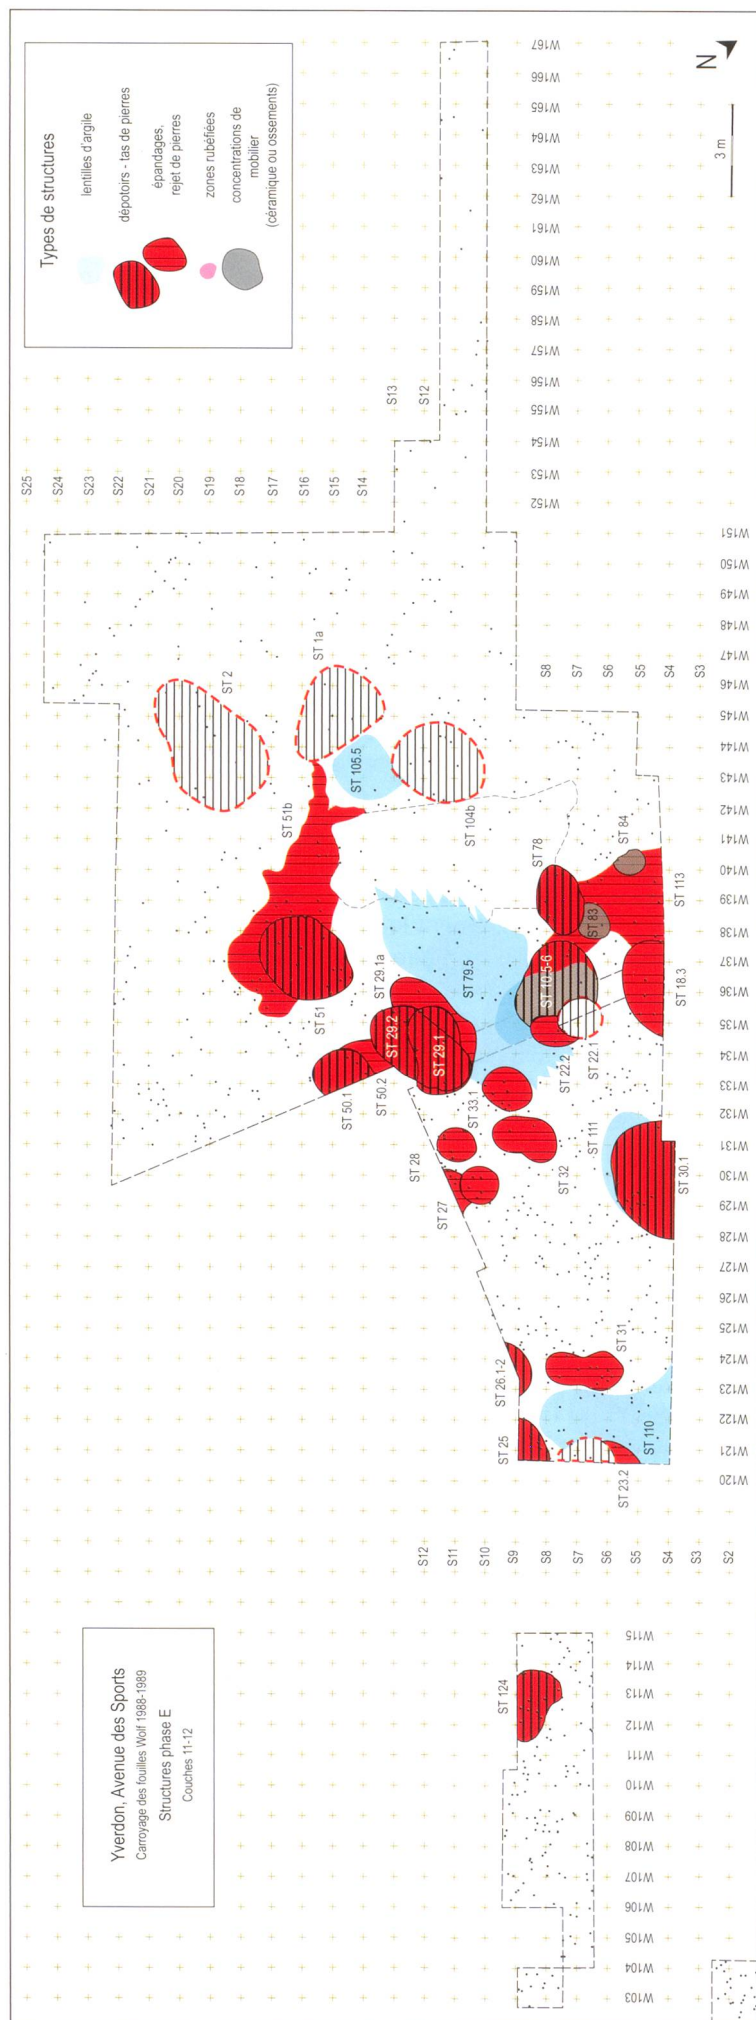 Types de structures
lentilles d'argile
dépotoirs - tas de pierres
épandages,
rejet de pierres
zones rubéfiées
concentrations de
mobilier
(céramique ou ossements)
N
3 m
Yverdon, Avenue des Sports
Carroyage des fouilles Wolf 1988-1989
Structures phase E
Couches 11-12
S25
S24
S23
S22
S21
S20
S19
S18
S17
S16
S15
S14
S13
S12
S8
S7
S6
S5
S4
S3
S12
S11
S10
S9
S8
S7
S6
S5
S4
S3
S2
W167
W166
W165
W164
W163
W162
W161
W160
W159
W158
W157
W156
W155
W154
W153
W152
W151
W150
W149
W148
W147
W146
W145
W144
W143
W142
W141
W140
W139
W138
W137
W136
W135
W134
W133
W132
W131
W130
W129
W128
W127
W126
W125
W124
W123
W122
W121
W120
W115
W114
W113
W112
W111
W110
W109
W108
W107
W106
W105
W104
W103
ST 2
ST 1a
ST 105.5
ST 51b
ST 104b
ST 84
ST 78
ST 83
ST 113
ST 51
ST 29.1a
ST 79.5
ST 10.5-6
ST 18.3
ST 29.2
ST 29.1
ST 50.1
ST 50.2
ST 33.1
ST 22.2
ST 22.1
ST 28
ST 27
ST 32
ST 111
ST 30.1
ST 26.1-2
ST 31
ST 25
ST 110
ST 23.2
ST 124